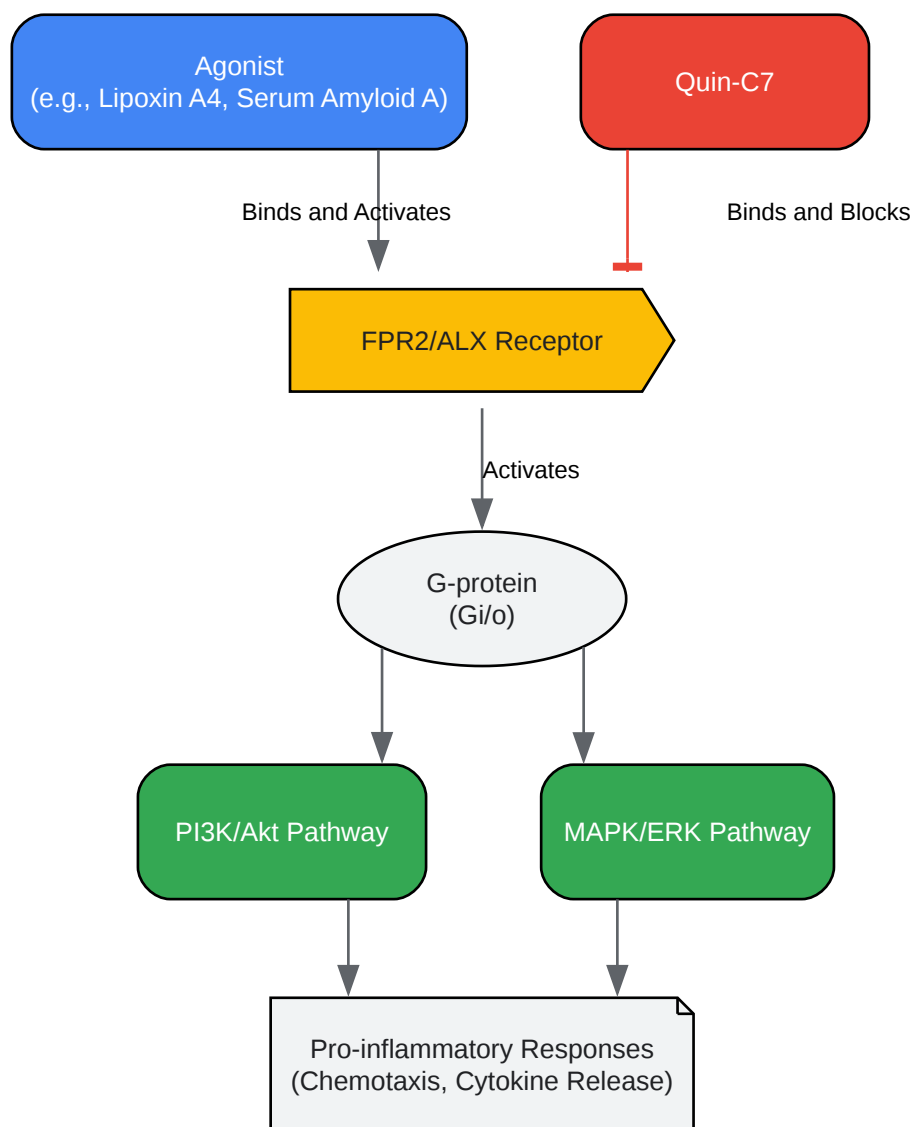 Agonist
(e.g., Lipoxin A4, Serum Amyloid A)
Quin-C7
Binds and Activates
Binds and Blocks
FPR2/ALX Receptor
Activates
G-protein
(Gi/o)
PI3K/Akt Pathway
MAPK/ERK Pathway
Pro-inflammatory Responses
(Chemotaxis, Cytokine Release)